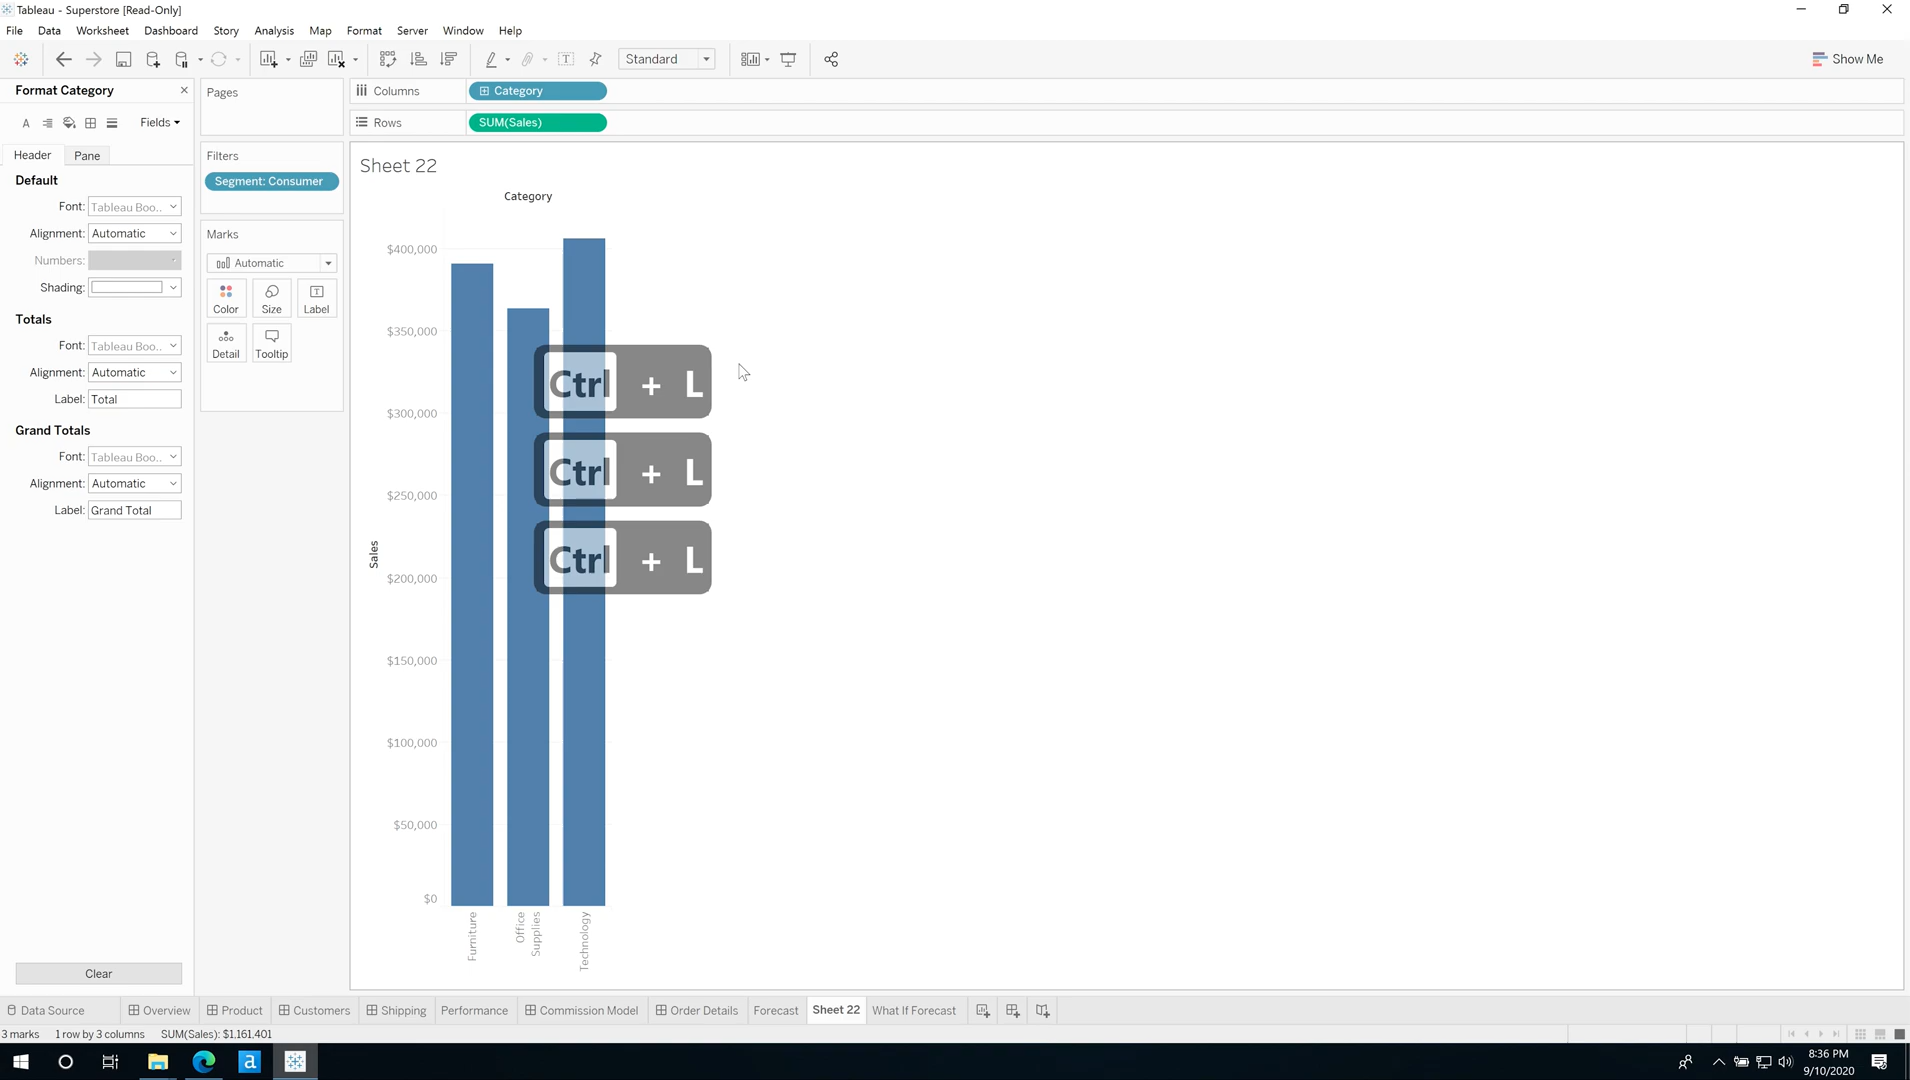 Tableau - Superstore [Read-Only]
File Data Worksheet Dashboard Story Analysis Map Format Server Window Help
Standard
Show Me
Format Category
Fields
Header Pane
Default
Font: Tableau Boo..
Alignment: Automatic
Numbers:
Shading:
Totals
Font: Tableau Boo..
Alignment: Automatic
Label: Total
Grand Totals
Font: Tableau Boo..
Alignment: Automatic
Label: Grand Total
Clear
Pages
Filters
Segment: Consumer
Marks
Automatic
Color Size Label
Detail Tooltip
Columns Category
Rows SUM(Sales)
Sheet 22
Category
$400,000
$350,000
$300,000
$250,000
$200,000
$150,000
$100,000
$50,000
$0
Sales
Furniture
Office
Supplies
Technology
Ctrl + L
Ctrl + L
Ctrl + L
Data Source Overview Product Customers Shipping Performance Commission Model Order Details Forecast Sheet 22 What If Forecast
3 marks 1 row by 3 columns SUM(Sales): $1,161,401
a
8:36 PM
9/10/2020